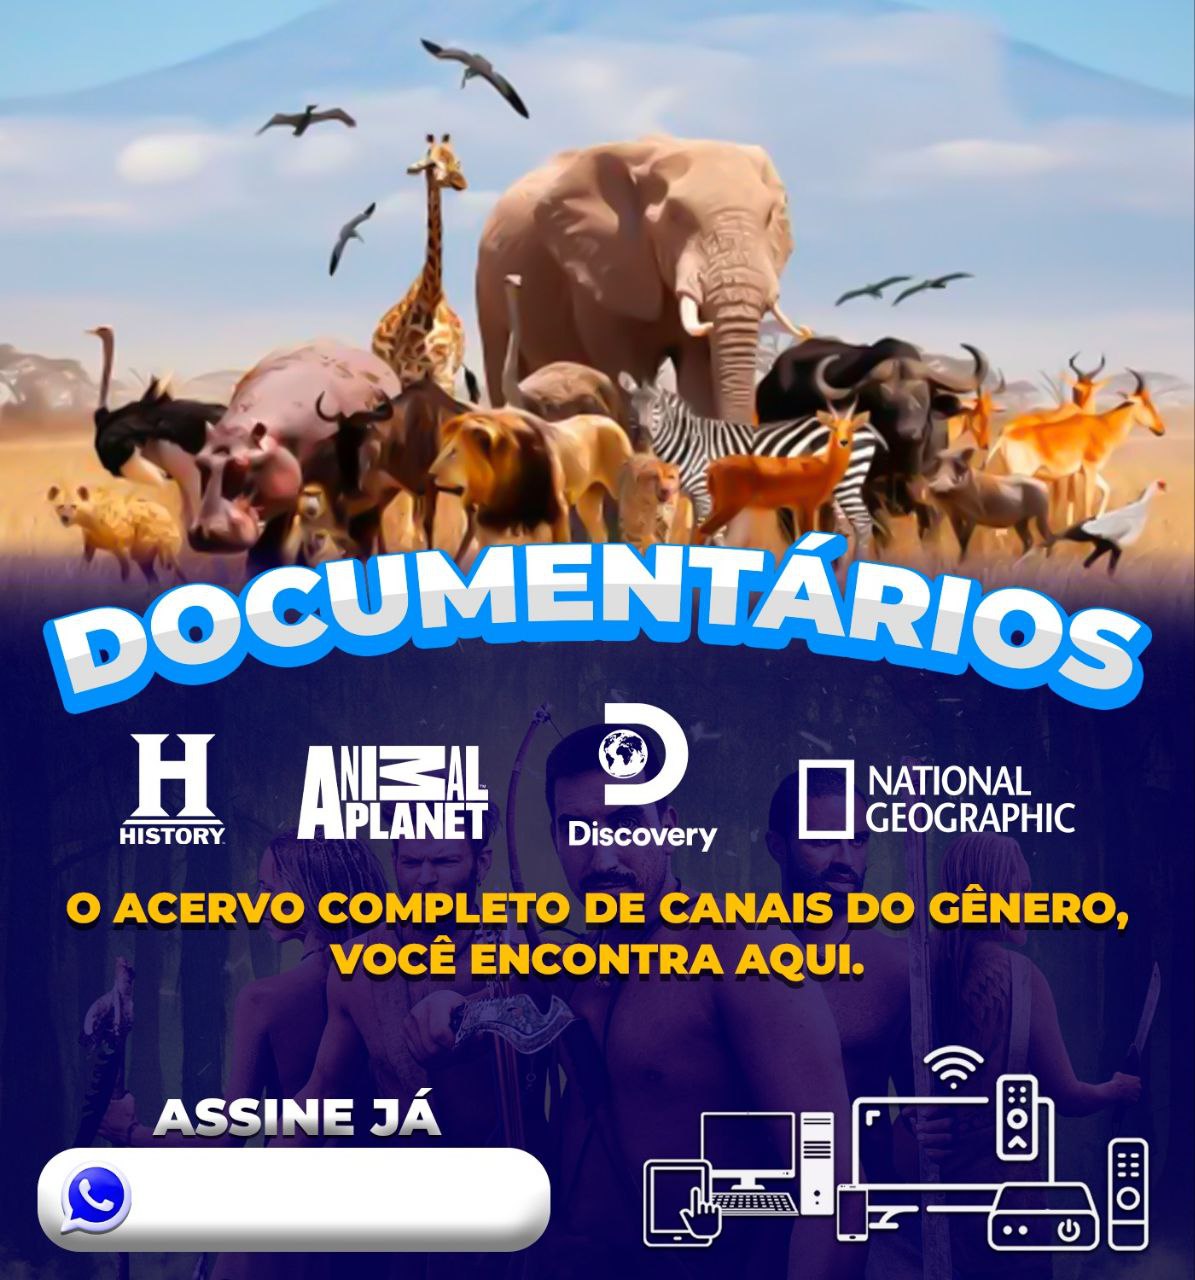 DOCUMENTÁRIOS
H
HISTORY
ANIMAL
PLANET
D
Discovery
NATIONAL
GEOGRAPHIC
O ACERVO COMPLETO DE CANAIS DO GÊNERO,
VOCÊ ENCONTRA AQUI.
ASSINE JÁ